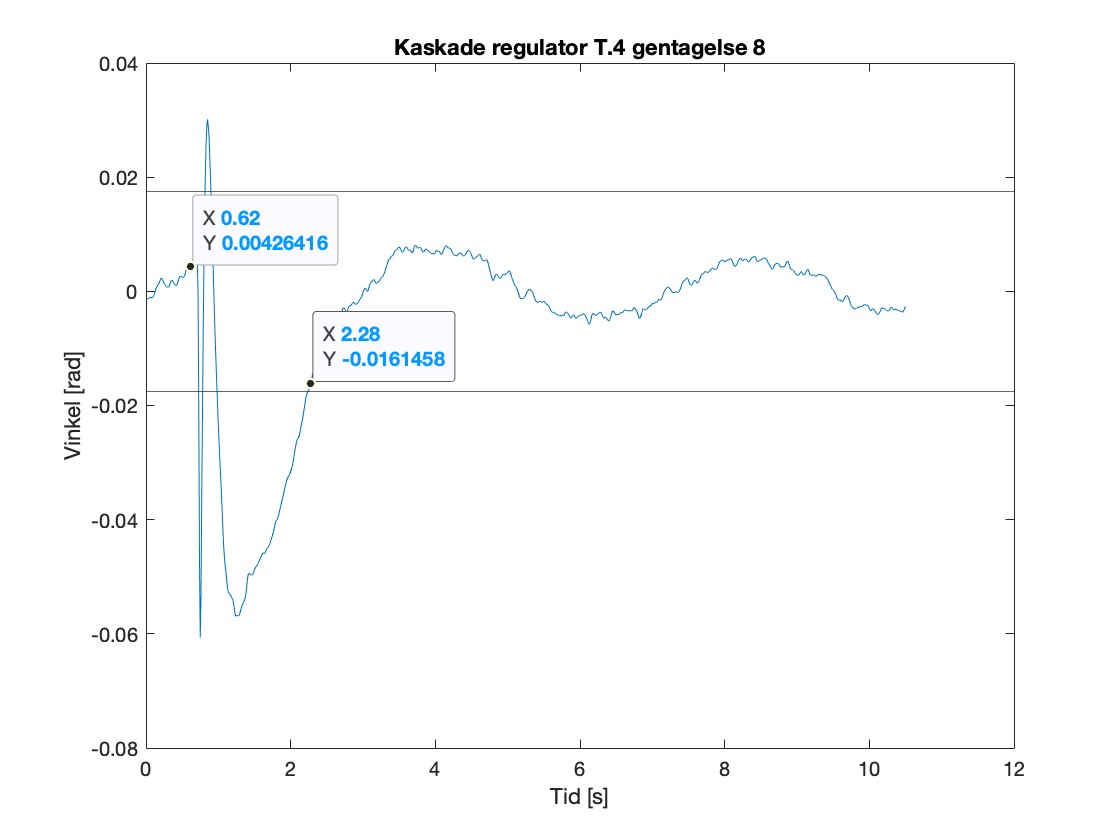 Kaskade regulator T.4 gentagelse 8
0.04
0.02
0
-0.02
-0.04
-0.06
-0.08
Vinkel [rad]
X 0.62
Y 0.00426416
X 2.28
Y -0.0161458
0 2 4 6 8 10 12
Tid [s]